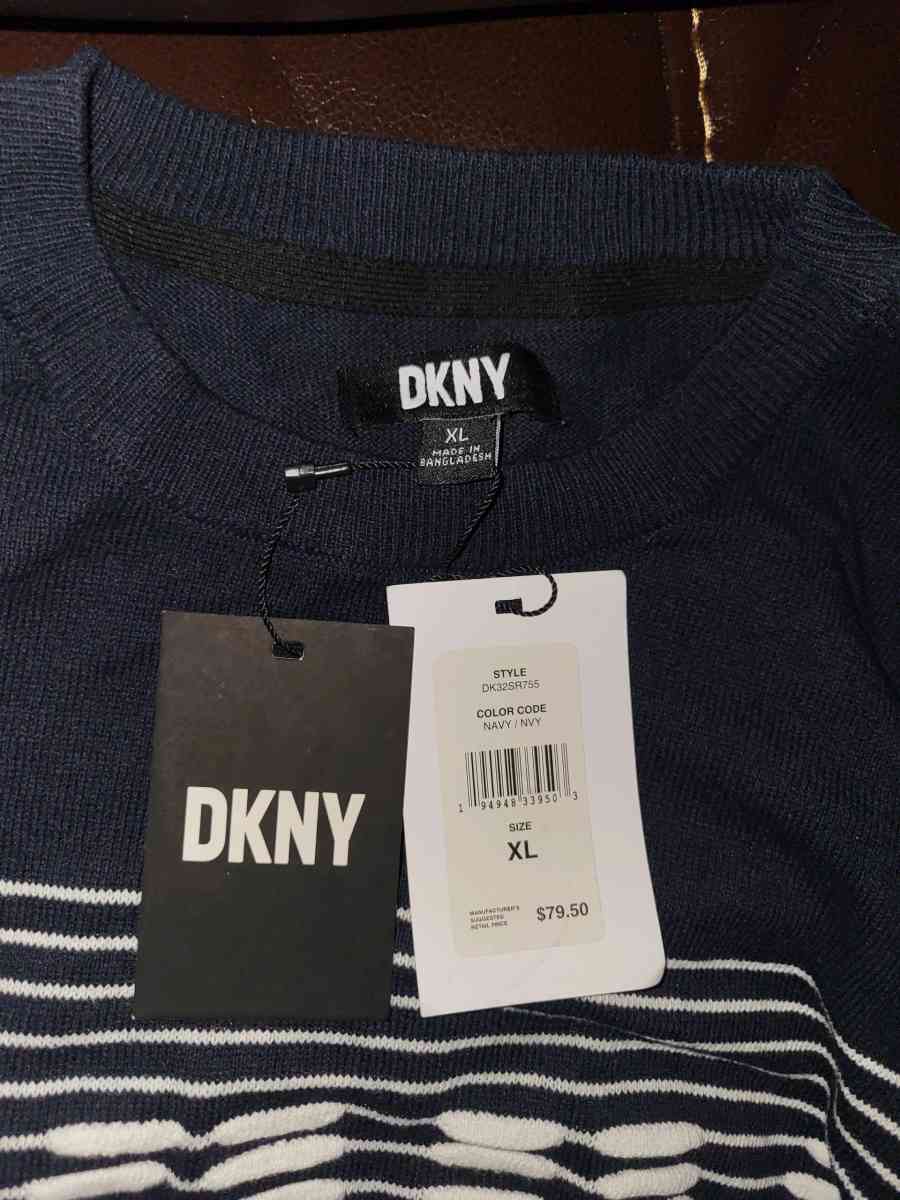 DKNY
XL
MADE IN
BANGLADESH
DKNY
STYLE
DK32SR755
COLOR CODE
NAVY / NVY
1 94948 33950 3
SIZE
XL
MANUFACTURER'S
SUGGESTED
RETAIL PRICE
$79.50